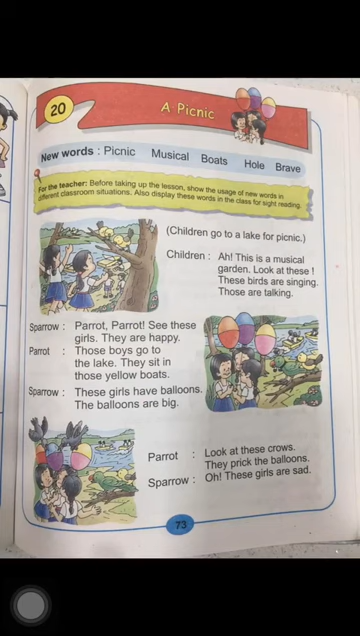 20
A Picnic
New words : Picnic Musical Boats Hole Brave
For the teacher: Before taking up the lesson, show the usage of new words in
different classroom situations. Also display these words in the class for sight reading.
(Children go to a lake for picnic.)
Children : Ah! This is a musical
garden. Look at these !
These birds are singing.
Those are talking.
Sparrow : Parrot, Parrot! See these
girls. They are happy.
Parrot : Those boys go to
the lake. They sit in
those yellow boats.
Sparrow : These girls have balloons.
The balloons are big.
Parrot : Look at these crows.
They prick the balloons.
Sparrow : Oh! These girls are sad.
73